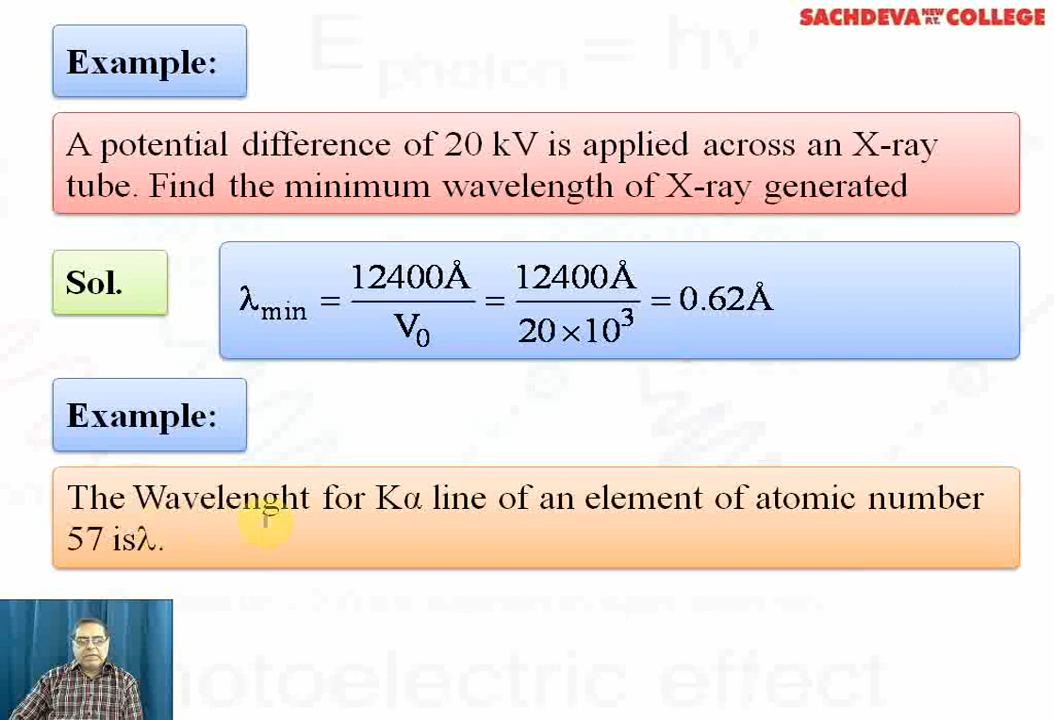 SACHDEVA NEW P.T. COLLEGE
E photon = hν
Example:
A potential difference of 20 kV is applied across an X-ray
tube. Find the minimum wavelength of X-ray generated
Sol.
λmin = 12400Å / V0 = 12400Å / 20×10³ = 0.62Å
Example:
The Wavelenght for Kα line of an element of atomic number
57 isλ.
hotoelectric effect